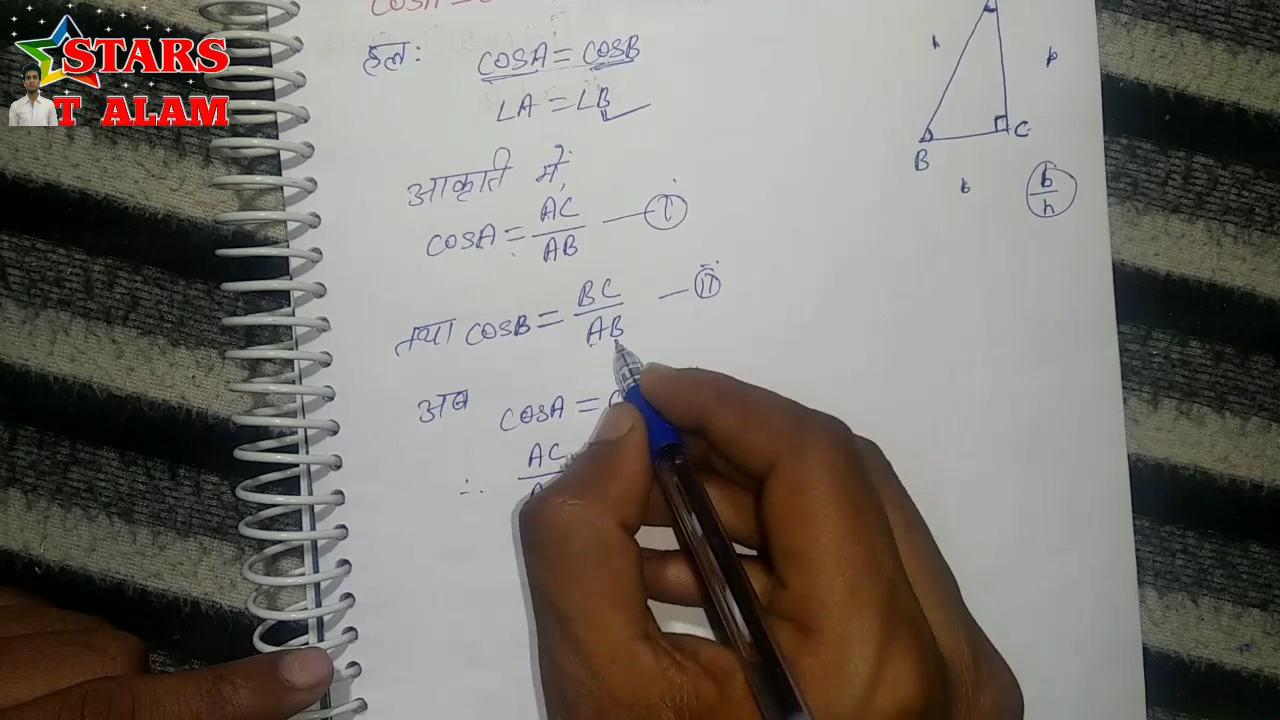 STARS
T ALAM
हल: COSA = COSB
∠A = ∠B
आकृति में,
COSA = AC/AB — I
तथा COSB = BC/AB — II
अब COSA =
∴ AC
h
p
B
C
b
b/h